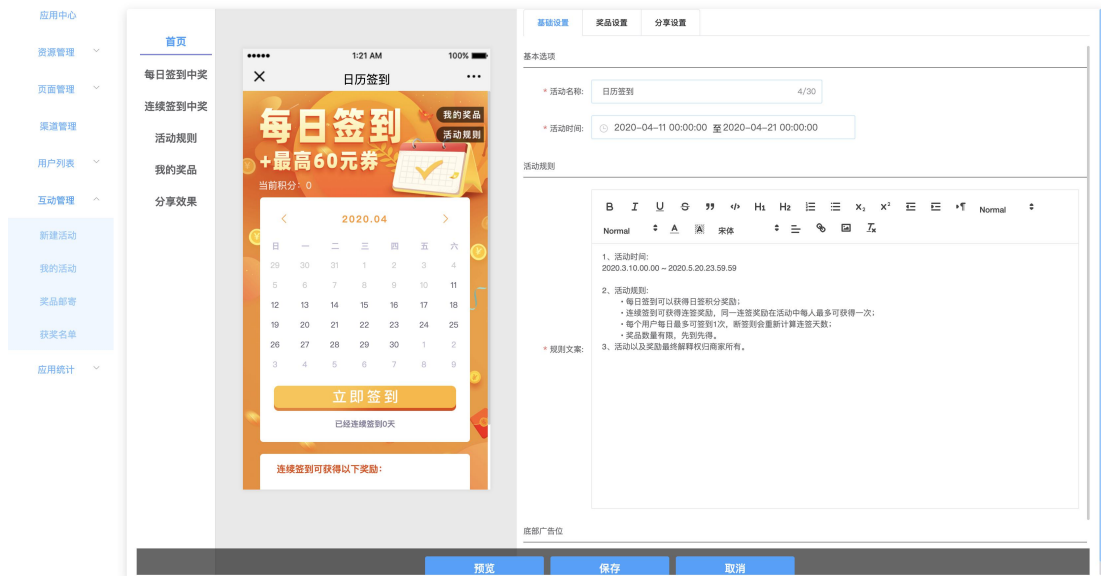 应用中心
资源管理
页面管理
渠道管理
用户列表
互动管理
新建活动
我的活动
奖品邮寄
获奖名单
应用统计
首页
每日签到中奖
连续签到中奖
活动规则
我的奖品
分享效果
1:21 AM 100%
日历签到
每日签到
我的奖品
活动规则
+最高60元券
当前积分：0
2020.04
日 一 二 三 四 五 六
29 30 31 1 2 3 4
5 6 7 8 9 10 11
12 13 14 15 16 17 18
19 20 21 22 23 24 25
26 27 28 29 30 1 2
3 4 5 6 7 8 9
立即签到
已经连续签到0天
连续签到可获得以下奖励：
基础设置 奖品设置 分享设置
基本选项
* 活动名称: 日历签到 4/30
* 活动时间: 2020-04-11 00:00:00 至 2020-04-21 00:00:00
活动规则
B I U S H1 H2 X₂ X² Normal
Normal A A 宋体
* 规则文案:
1、活动时间:
2020.3.10.00.00 ~ 2020.5.20.23.59.59
2、活动规则:
• 每日签到可以获得日签积分奖励；
• 连续签到可获得连签奖励，同一连签奖励在活动中每人最多可获得一次；
• 每个用户每日最多可签到1次，断签则会重新计算连签天数；
• 奖品数量有限，先到先得。
3、活动以及奖励最终解释权归商家所有。
底部广告位
预览 保存 取消